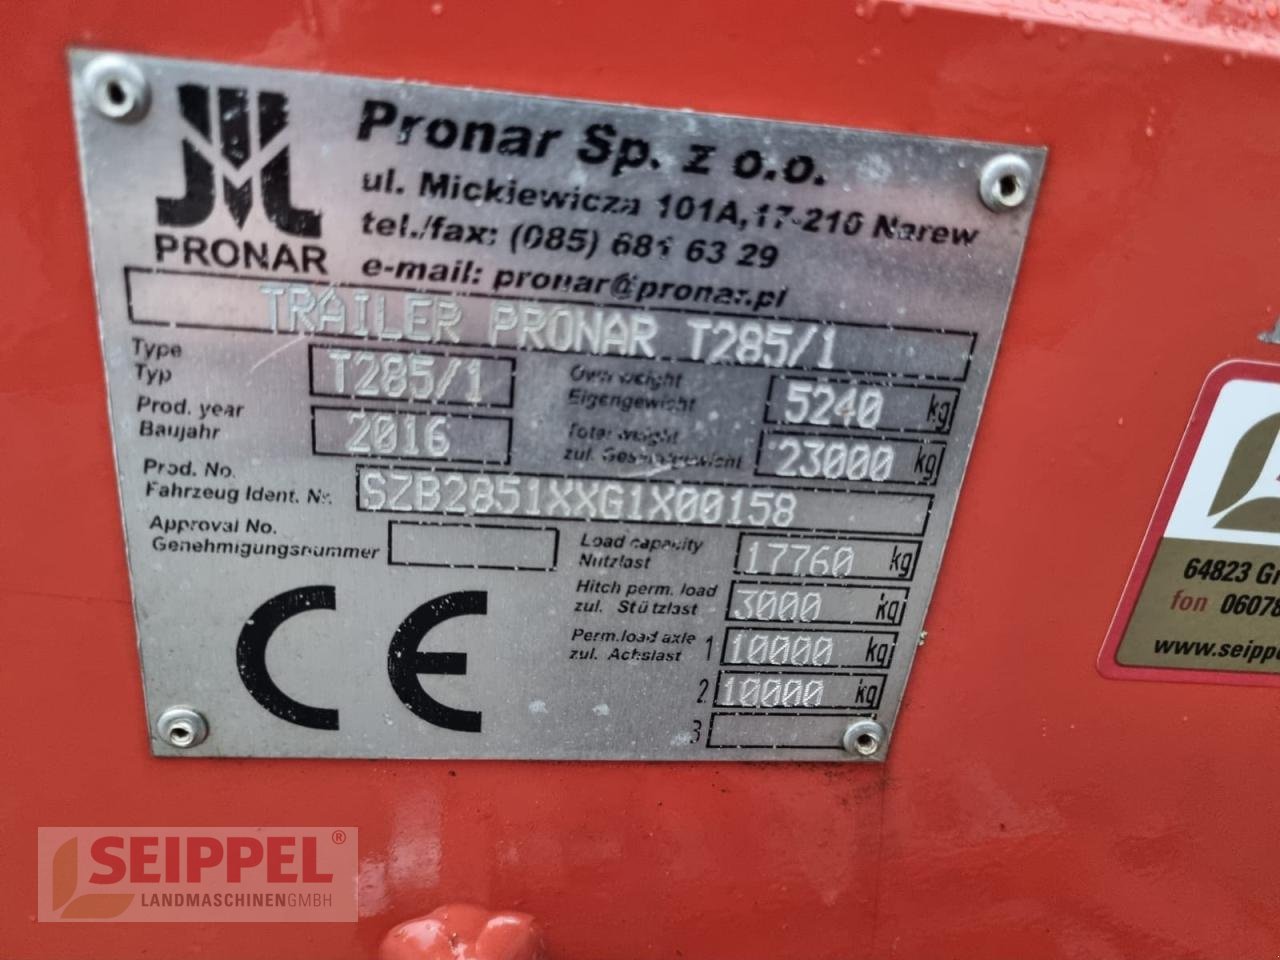 PRONAR
Pronar Sp. z o.o.
ul. Mickiewicza 101A, 17-210 Narew
tel./fax: (085) 681 63 29
e-mail: pronar@pronar.pl
TRAILER PRONAR T285/1
Type
Typ
T285/1
Own weight
Eigengewicht
5240 kg
Prod. year
Baujahr
2016
Total weight
zul. Gesamtgewicht
23000 kg
Prod. No.
Fahrzeug Ident. Nr.
SZB2851XXG1X00158
Approval No.
Genehmigungsnummer
Load capacity
Nutzlast
17760 kg
Hitch perm. load
zul. Stützlast
3000 kg
Perm.load axle
zul. Achslast
1 10000 kg
2 10000 kg
3
CE
64823 Gr
fon 06078
www.seippel
SEIPPEL®
LANDMASCHINENGMBH